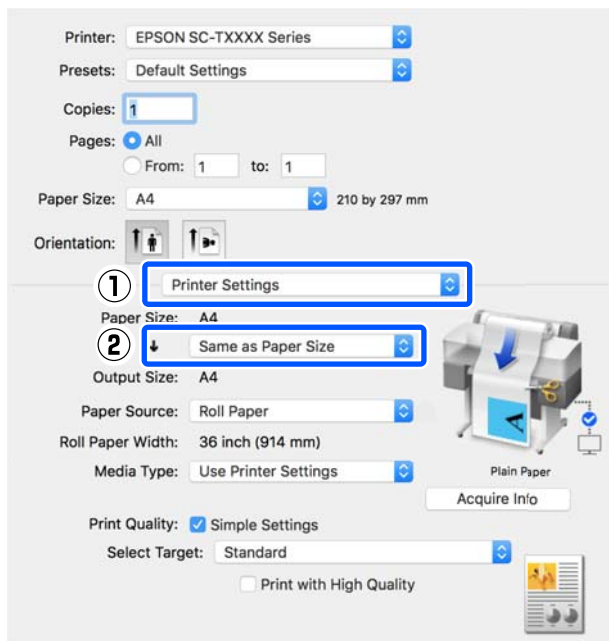 Printer: EPSON SC-TXXXX Series
Presets: Default Settings
Copies: 1
Pages: All
From: 1 to: 1
Paper Size: A4 210 by 297 mm
Orientation:
① Printer Settings
Paper Size: A4
② Same as Paper Size
Output Size: A4
Paper Source: Roll Paper
Roll Paper Width: 36 inch (914 mm)
Media Type: Use Printer Settings
Plain Paper
Acquire Info
Print Quality: Simple Settings
Select Target: Standard
Print with High Quality